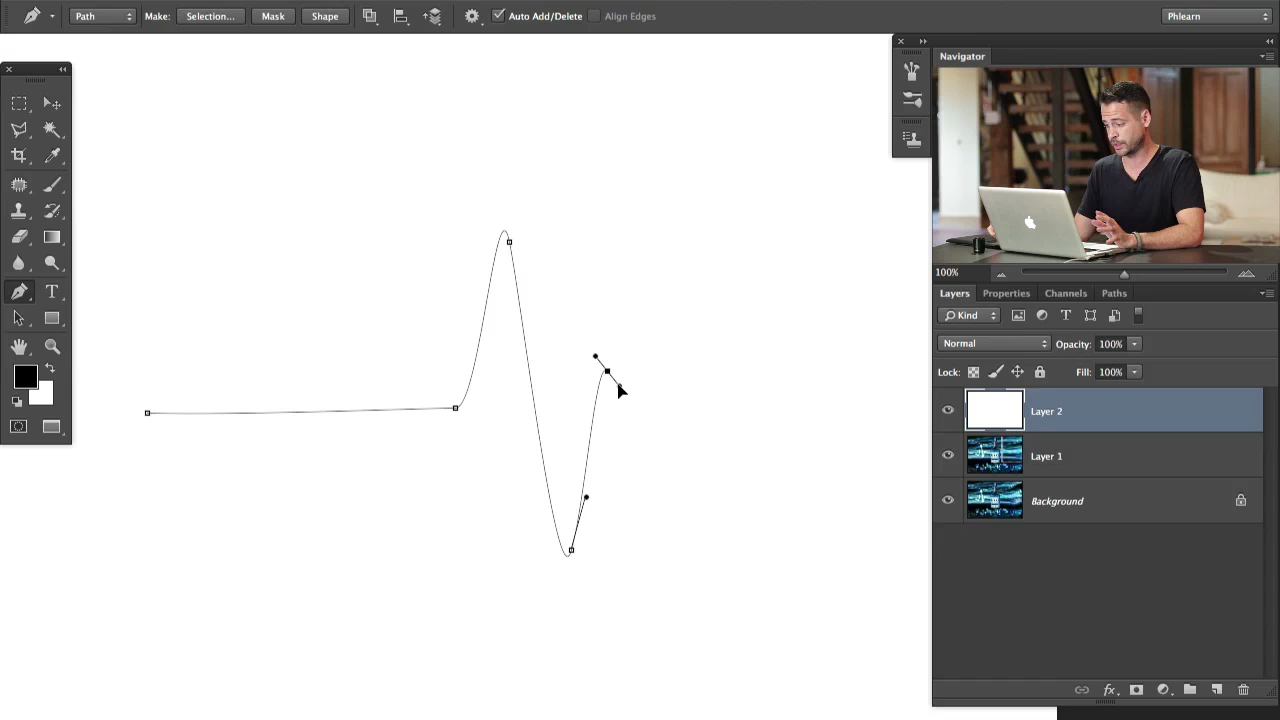 Path Make: Selection... Mask Shape Auto Add/Delete Align Edges Phlearn
Navigator
100%
Layers Properties Channels Paths
Kind T
Normal Opacity: 100%
Lock: Fill: 100%
Layer 2
Layer 1
Background
T
fx